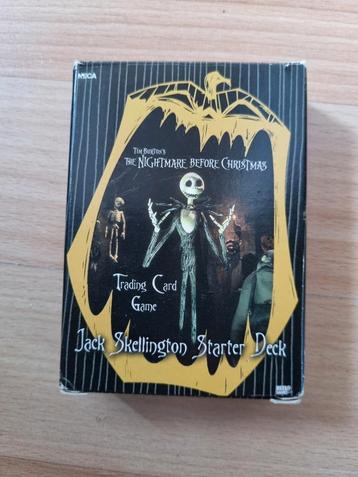 NECA
TIM BURTON'S
THE NIGHTMARE BEFORE CHRISTMAS
Trading Card
Game
Jack Skellington Starter Deck